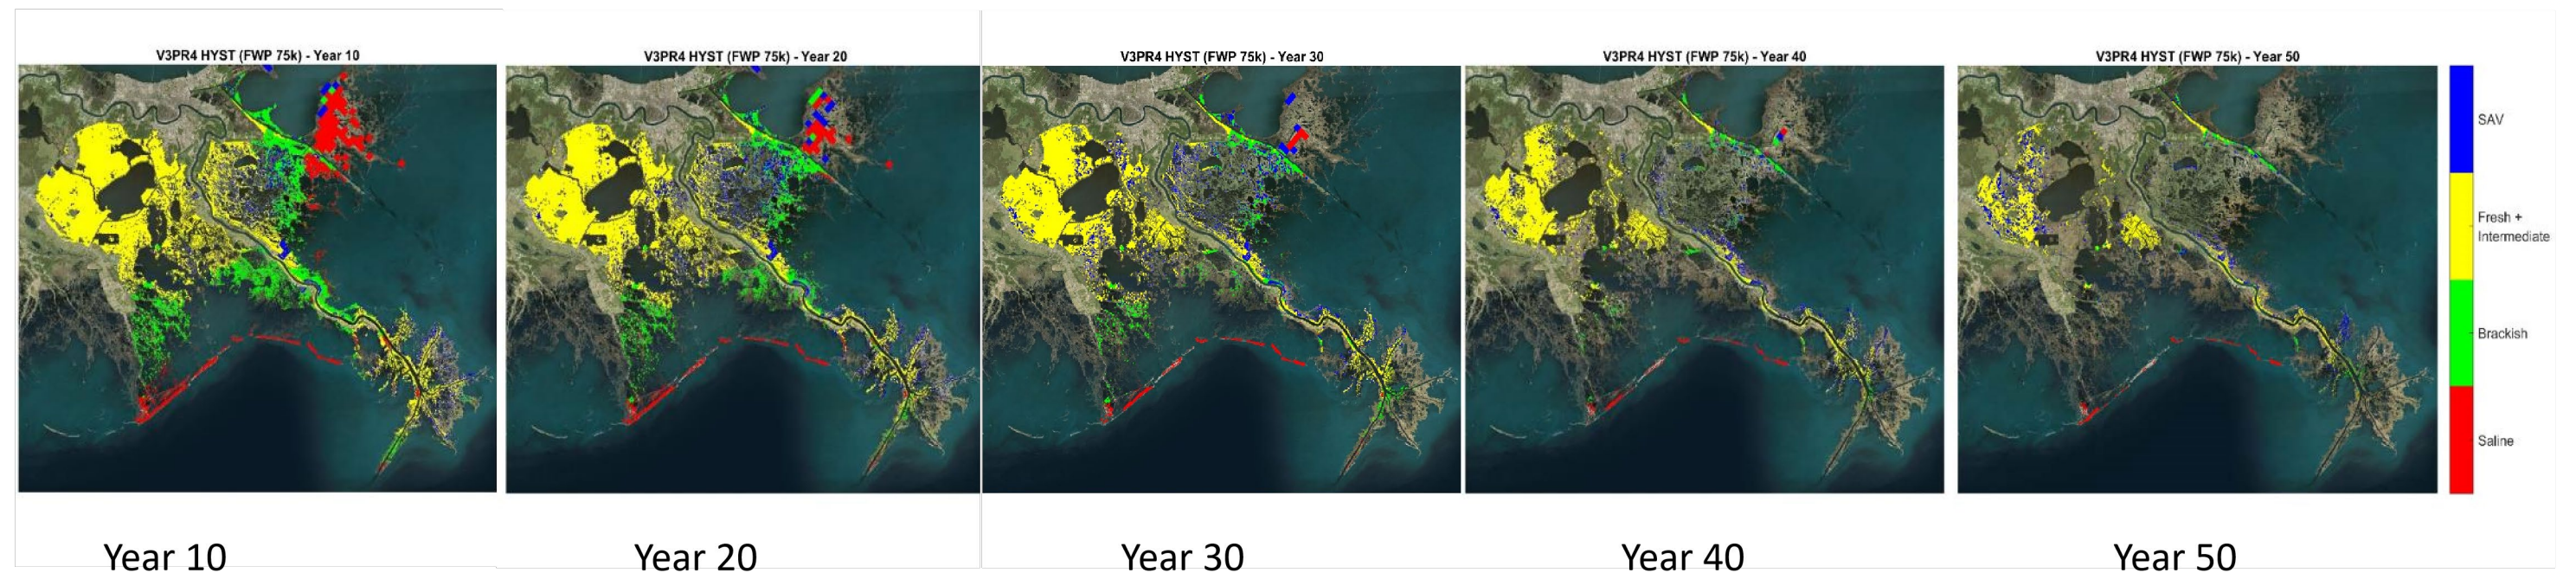 V3PR4 HYST (FWP 75k) - Year 10
V3PR4 HYST (FWP 75k) - Year 20
V3PR4 HYST (FWP 75k) - Year 30
V3PR4 HYST (FWP 75k) - Year 40
V3PR4 HYST (FWP 75k) - Year 50
SAV
Fresh +
Intermediate
Brackish
Saline
Year 10
Year 20
Year 30
Year 40
Year 50